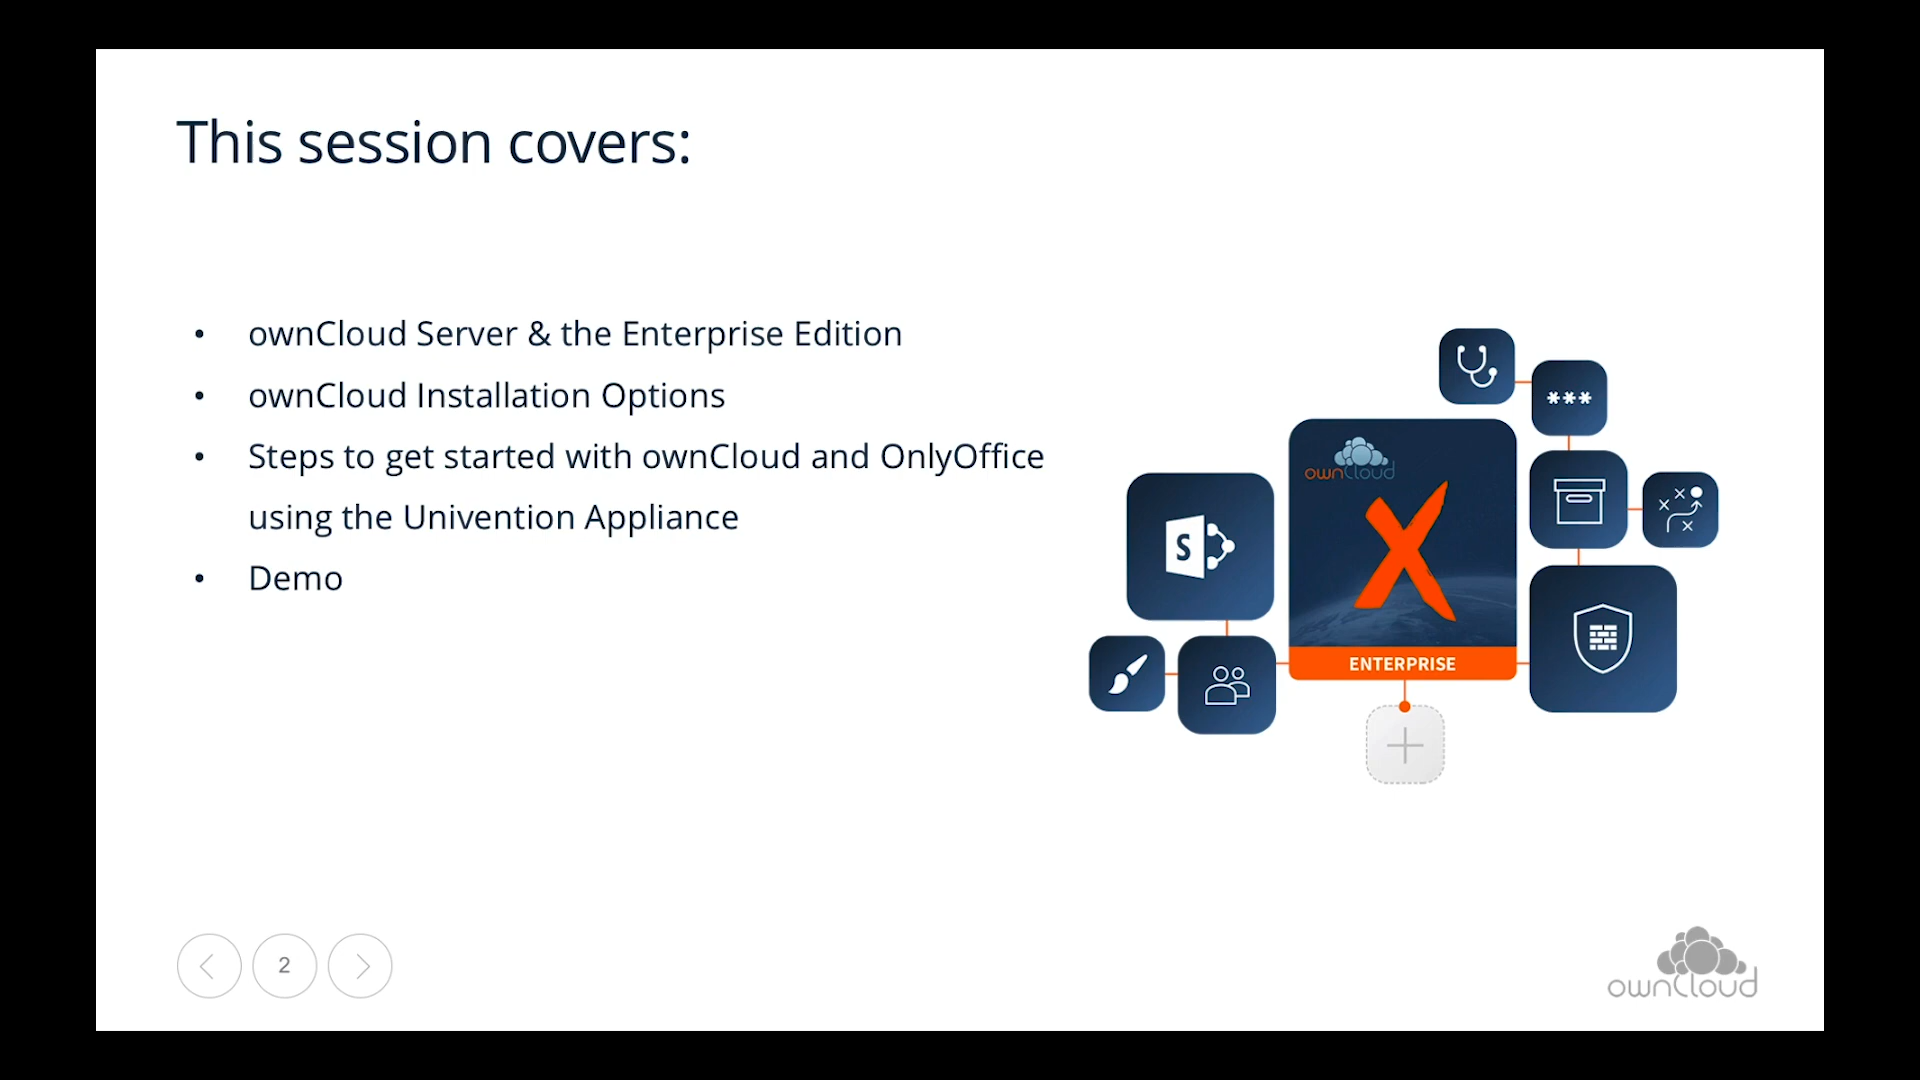 This session covers:
• ownCloud Server & the Enterprise Edition
• ownCloud Installation Options
• Steps to get started with ownCloud and OnlyOffice
using the Univention Appliance
• Demo
***
ownCloud
X
S
ENTERPRISE
2
ownCloud